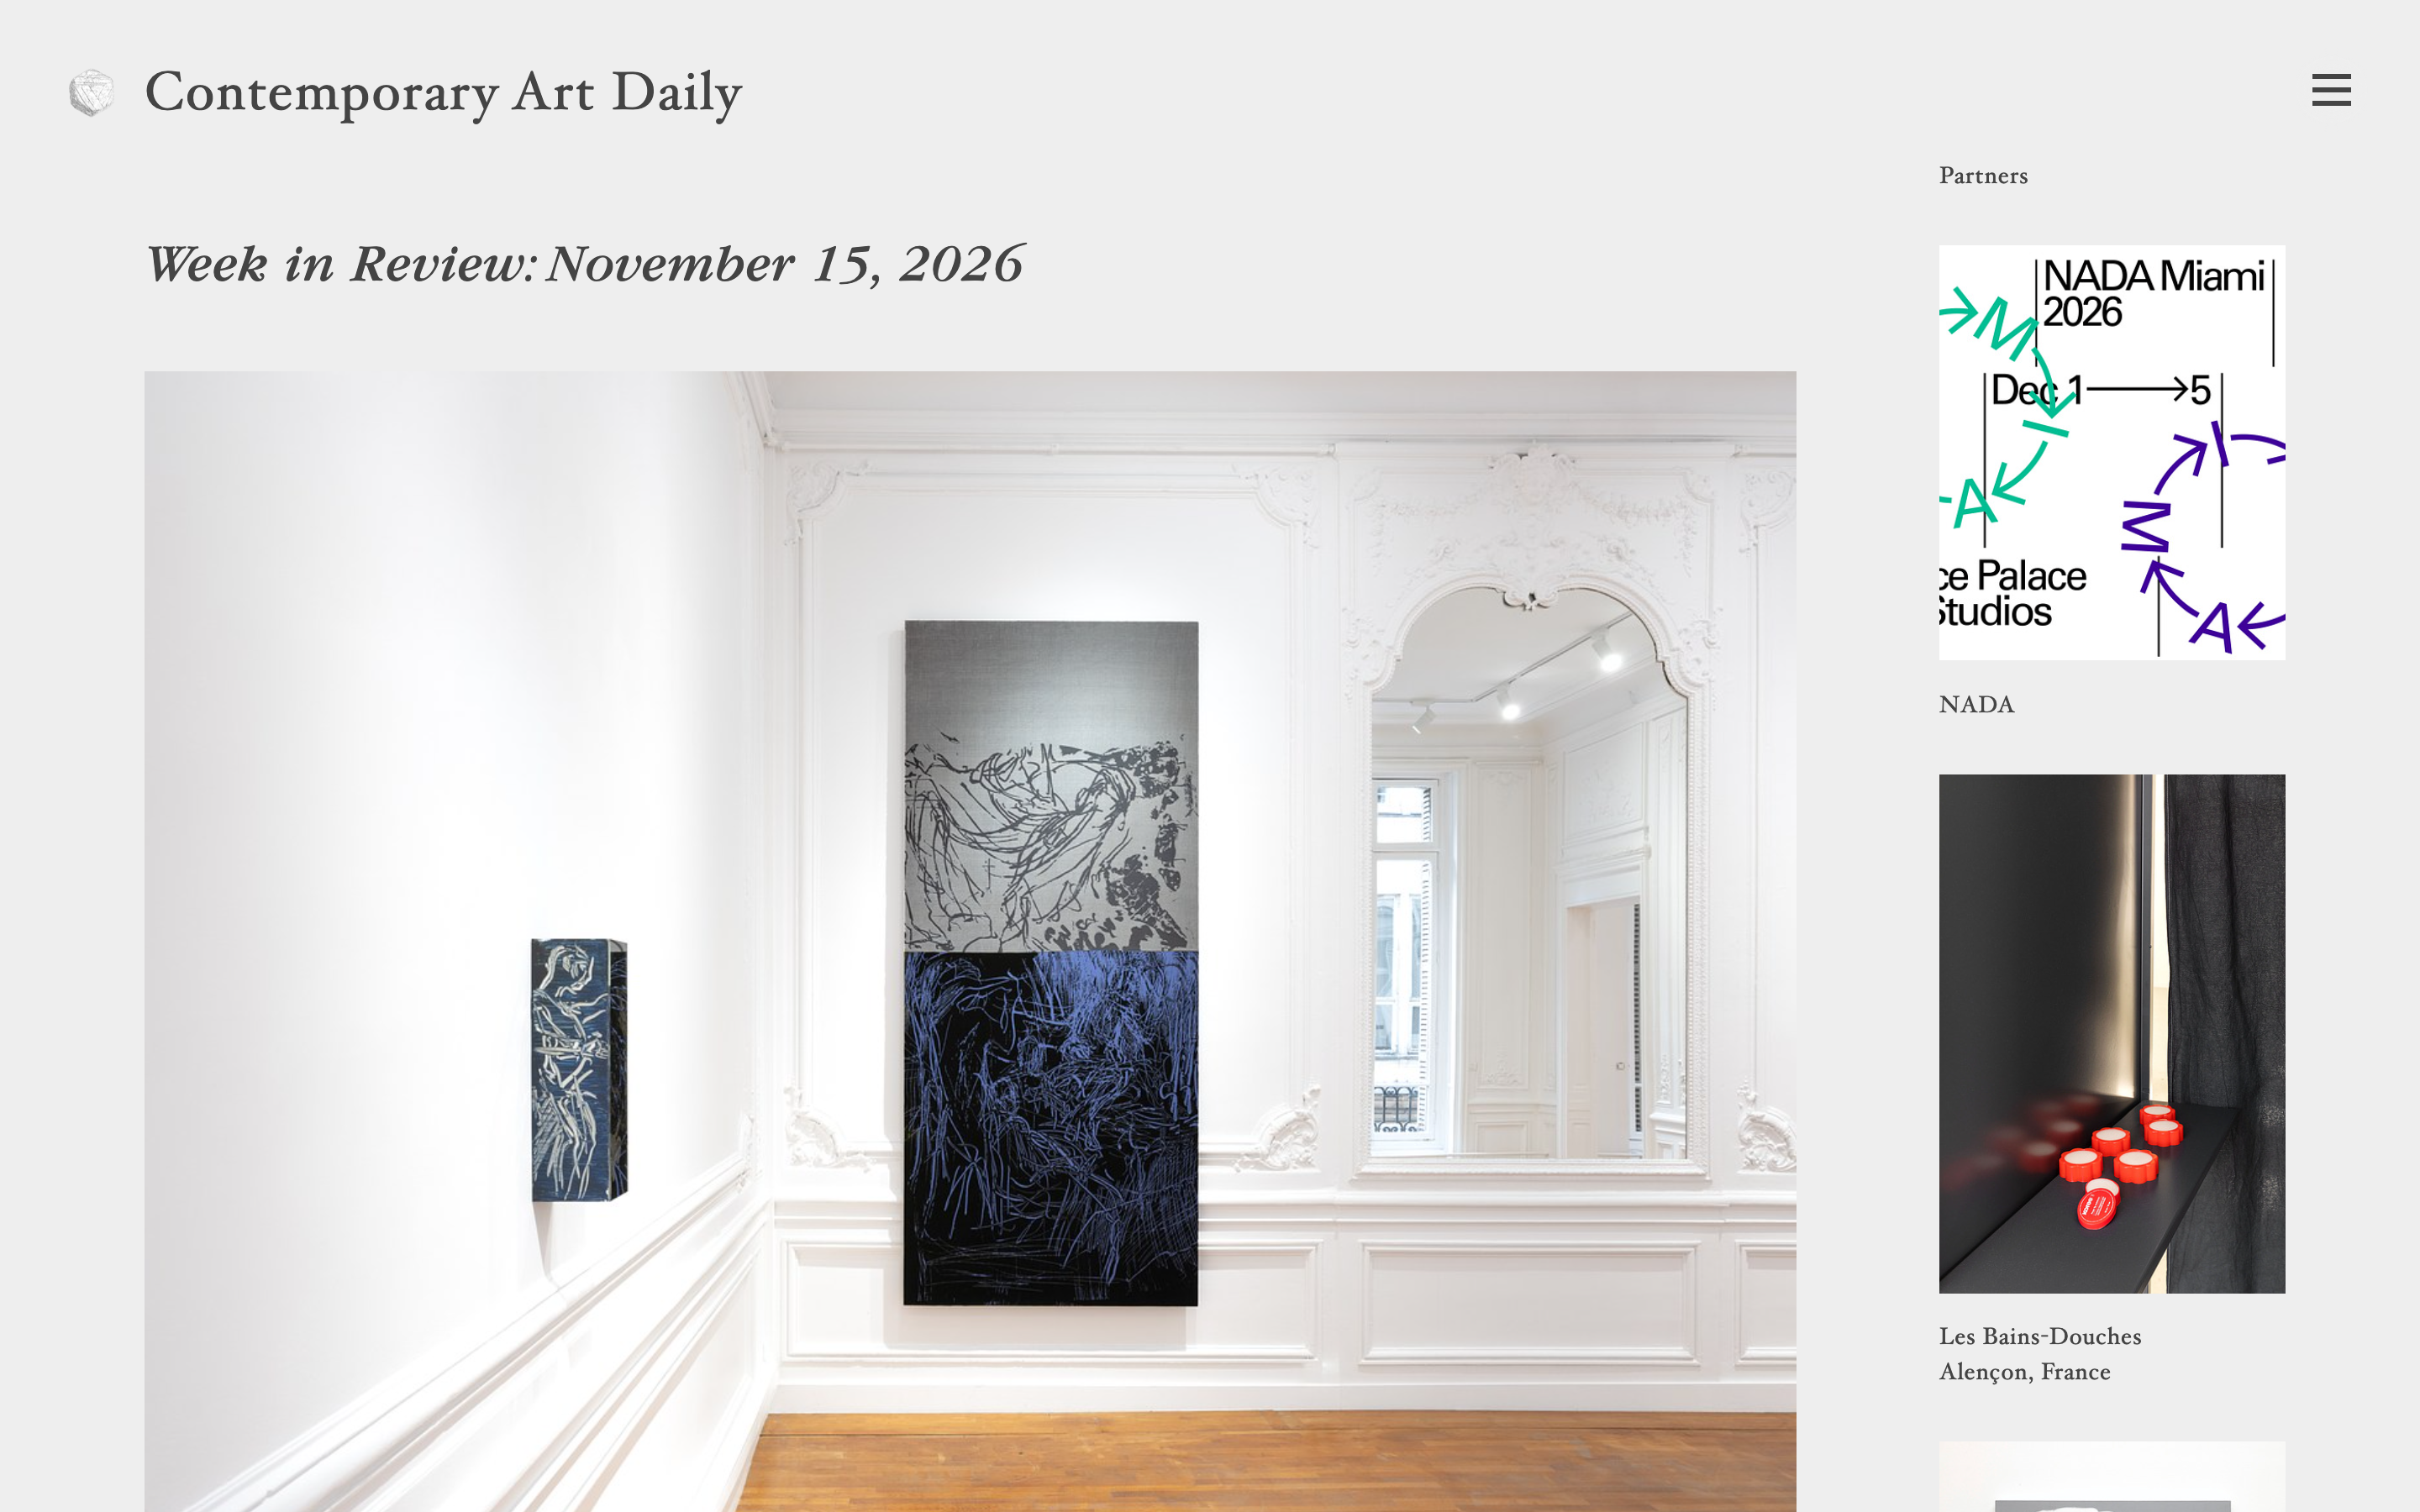 Contemporary Art Daily
Week in Review: November 15, 2026
Partners
NADA Miami
2026
Dec 1 5
M
I
A
M
I
M
A
ce Palace
Studios
NADA
Les Bains-Douches
Alençon, France